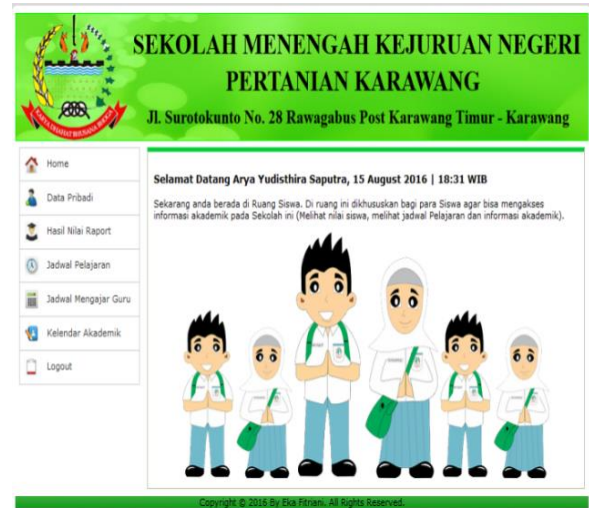 SEKOLAH MENENGAH KEJURUAN NEGERI
PERTANIAN KARAWANG
Jl. Surotokunto No. 28 Rawagabus Post Karawang Timur - Karawang
Home
Data Pribadi
Hasil Nilai Raport
Jadwal Pelajaran
Jadwal Mengajar Guru
Kelendar Akademik
Logout
Selamat Datang Arya Yudisthira Saputra, 15 August 2016 | 18:31 WIB
Sekarang anda berada di Ruang Siswa. Di ruang ini dikhususkan bagi para Siswa agar bisa mengakses
informasi akademik pada Sekolah ini (Melihat nilai siswa, melihat jadwal Pelajaran dan informasi akademik).
Copyright © 2016 By Eka Fitriani. All Rights Reserved.